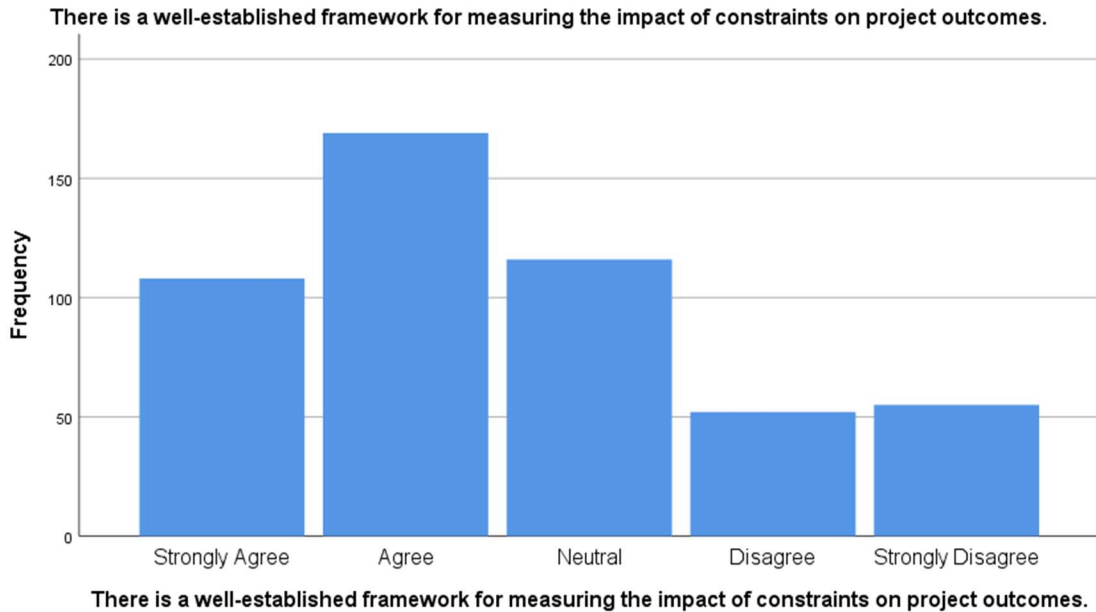 There is a well-established framework for measuring the impact of constraints on project outcomes.
200
150
100
50
0
Frequency
Strongly Agree
Agree
Neutral
Disagree
Strongly Disagree
There is a well-established framework for measuring the impact of constraints on project outcomes.